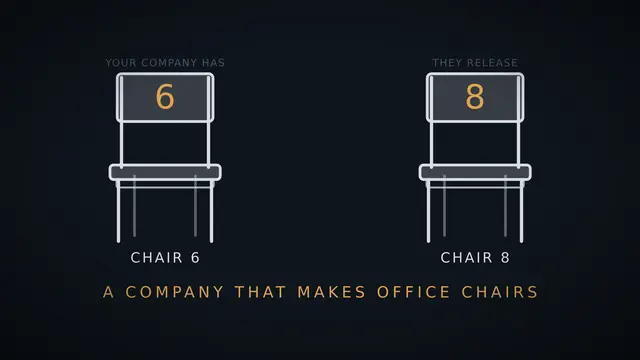 YOUR COMPANY HAS
THEY RELEASE
6
8
CHAIR 6
CHAIR 8
A COMPANY THAT MAKES OFFICE CHAIRS